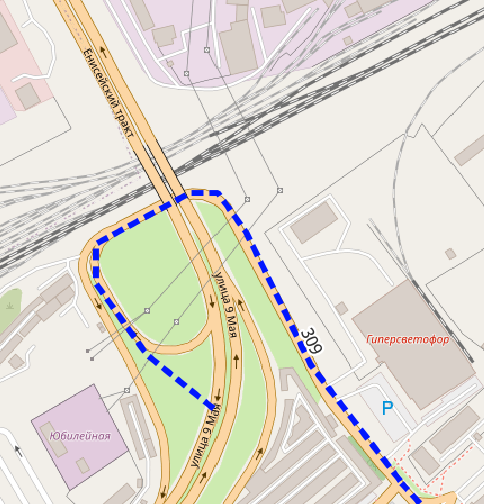 Енисейский тракт
улица 9 Мая
309
Гиперсветофор
P
улица 9 Мая
Юбилейная